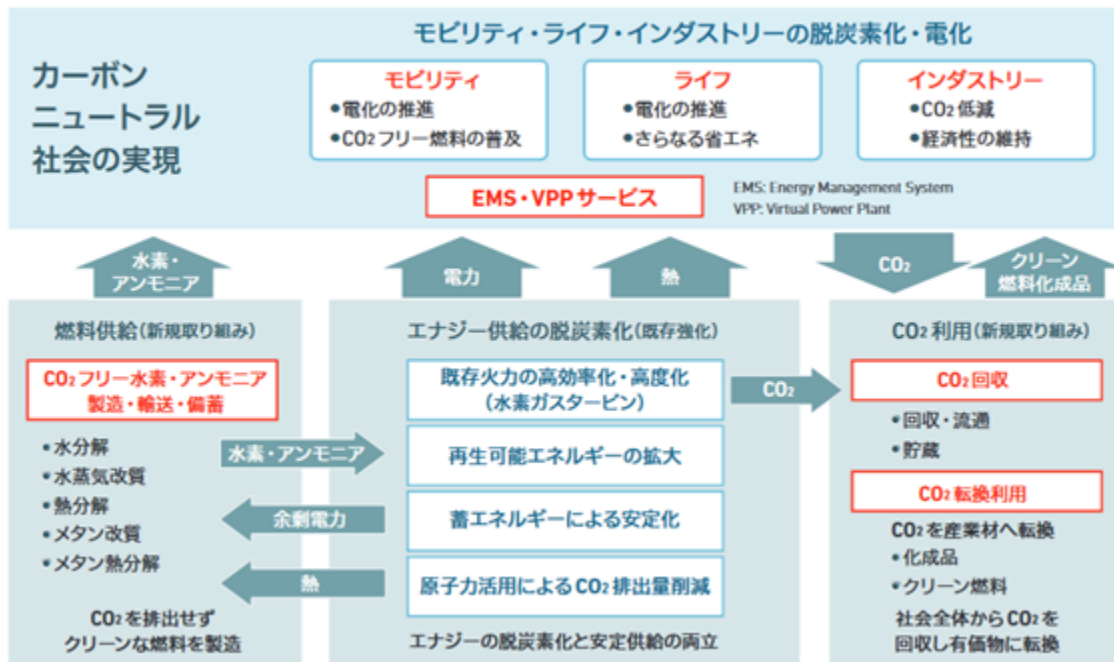 モビリティ・ライフ・インダストリーの脱炭素化・電化
カーボン
ニュートラル
社会の実現
モビリティ
•電化の推進
•CO2フリー燃料の普及
ライフ
•電化の推進
•さらなる省エネ
インダストリー
•CO2低減
•経済性の維持
EMS・VPPサービス
EMS: Energy Management System
VPP: Virtual Power Plant
水素・
アンモニア
電力
熱
CO2
クリーン
燃料化成品
燃料供給(新規取り組み)
CO2フリー水素・アンモニア
製造・輸送・備蓄
•水分解
•水蒸気改質
•熱分解
•メタン改質
•メタン熱分解
CO2を排出せず
クリーンな燃料を製造
水素・アンモニア
余剰電力
熱
エナジー供給の脱炭素化(既存強化)
既存火力の高効率化・高度化
(水素ガスタービン)
再生可能エネルギーの拡大
蓄エネルギーによる安定化
原子力活用によるCO2排出量削減
エナジーの脱炭素化と安定供給の両立
CO2
CO2利用(新規取り組み)
CO2回収
•回収・流通
•貯蔵
CO2転換利用
CO2を産業材へ転換
•化成品
•クリーン燃料
社会全体からCO2を
回収し有価物に転換